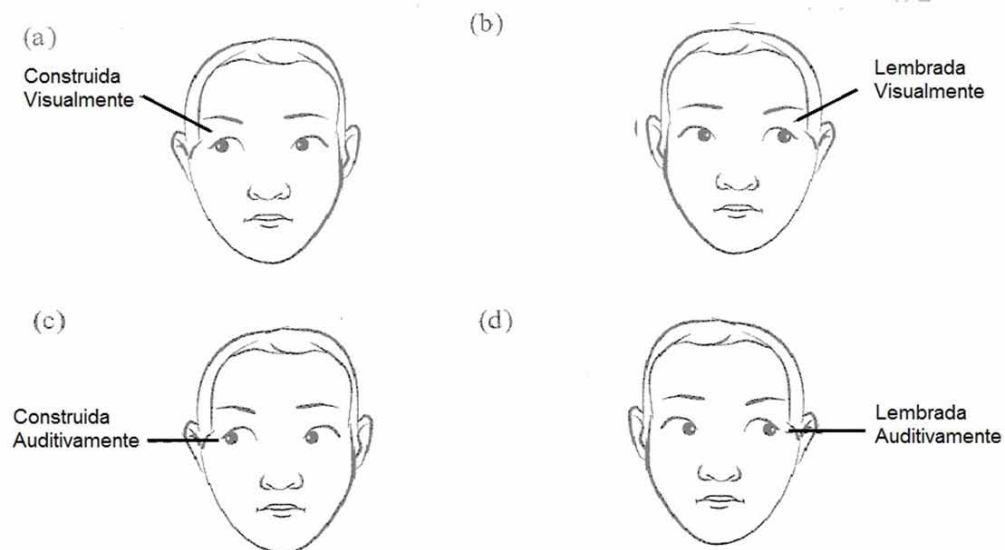 (a)
Construida
Visualmente
(b)
Lembrada
Visualmente
(c)
Construida
Auditivamente
(d)
Lembrada
Auditivamente